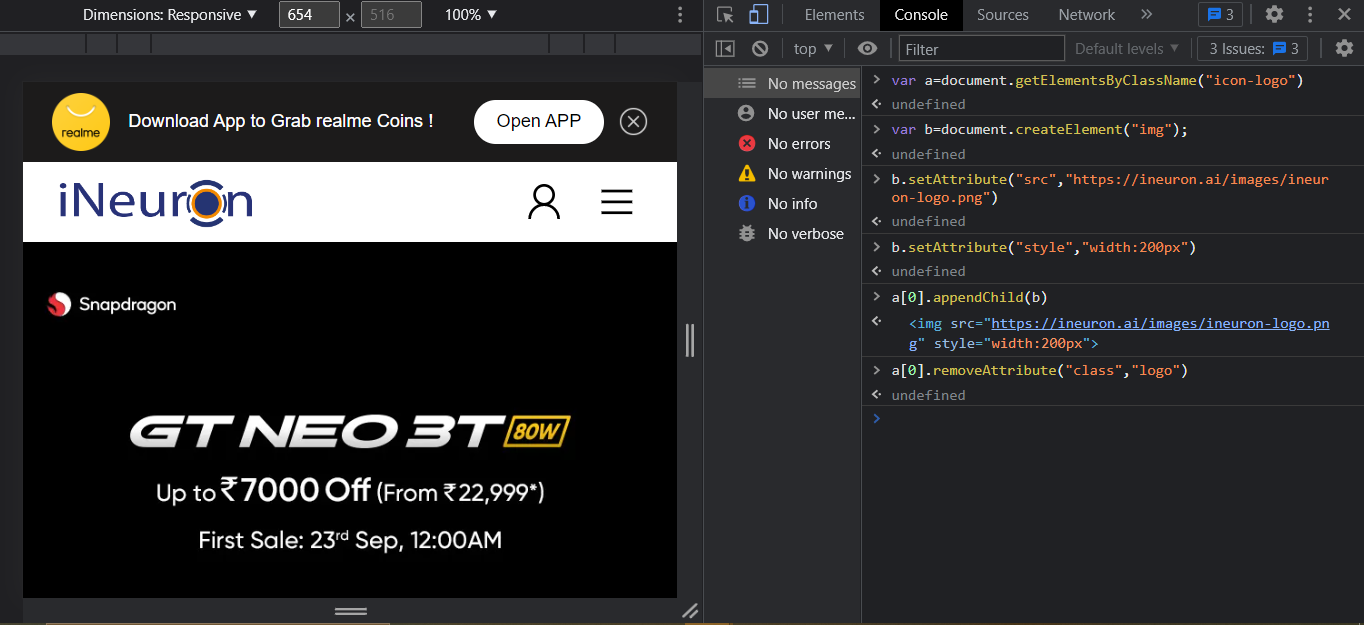 Dimensions: Responsive ▼ 654 × 516 100% ▼
Elements Console Sources Network » 3
top ▼ Filter Default levels ▼ 3 Issues: 3
realme
Download App to Grab realme Coins !
Open APP
iNeuron
Snapdragon
GT NEO 3T 80W
Up to ₹7000 Off (From ₹22,999*)
First Sale: 23rd Sep, 12:00AM
No messages
No user me...
No errors
No warnings
No info
No verbose
> var a=document.getElementsByClassName("icon-logo")
undefined
> var b=document.createElement("img");
undefined
> b.setAttribute("src","https://ineuron.ai/images/ineur
on-logo.png")
undefined
> b.setAttribute("style","width:200px")
undefined
> a[0].appendChild(b)
<img src="https://ineuron.ai/images/ineuron-logo.pn
g" style="width:200px">
> a[0].removeAttribute("class","logo")
undefined
>